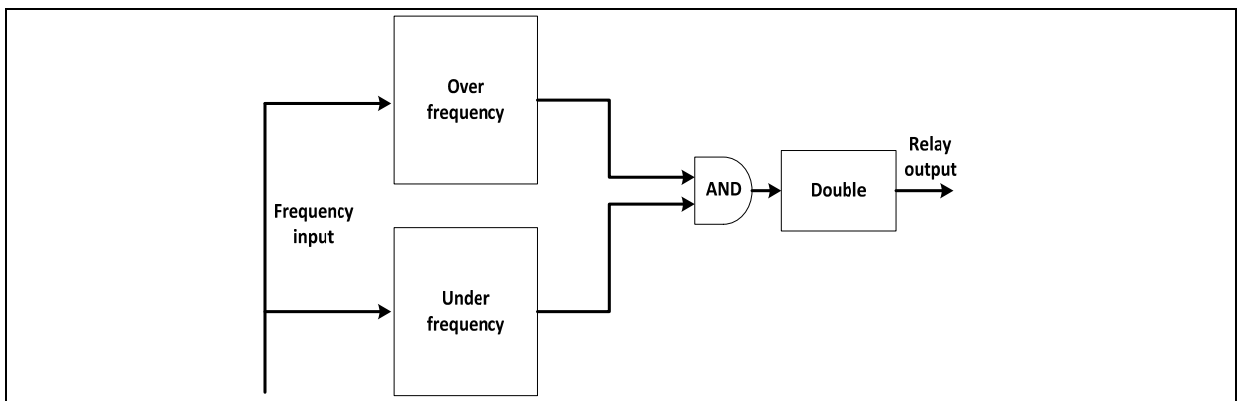 Over
frequency
Frequency
input
Under
frequency
AND
Double
Relay
output